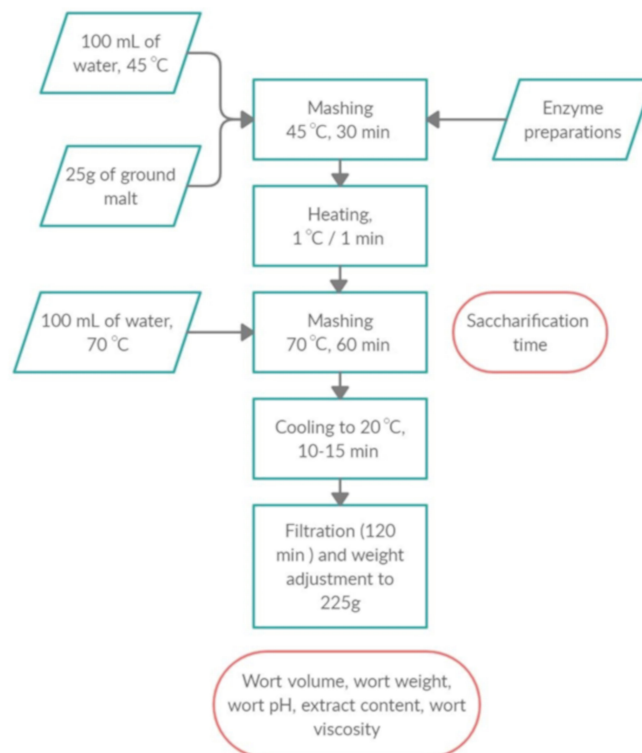 100 mL of
water, 45 °C
Mashing
45 °C, 30 min
Enzyme
preparations
25g of ground
malt
Heating,
1 °C / 1 min
100 mL of water,
70 °C
Mashing
70 °C, 60 min
Saccharification
time
Cooling to 20 °C,
10-15 min
Filtration (120
min ) and weight
adjustment to
225g
Wort volume, wort weight,
wort pH, extract content, wort
viscosity